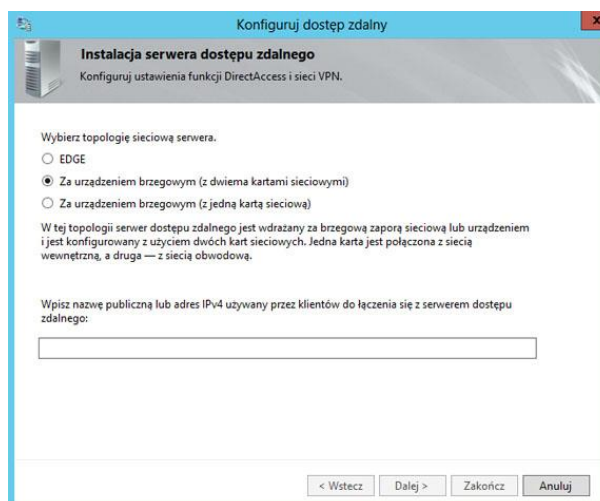 Konfiguruj dostęp zdalny
x
Instalacja serwera dostępu zdalnego
Konfiguruj ustawienia funkcji DirectAccess i sieci VPN.
Wybierz topologię sieciową serwera.
EDGE
Za urządzeniem brzegowym (z dwiema kartami sieciowymi)
Za urządzeniem brzegowym (z jedną kartą sieciową)
W tej topologii serwer dostępu zdalnego jest wdrażany za brzegową zaporą sieciową lub urządzeniem
i jest konfigurowany z użyciem dwóch kart sieciowych. Jedna karta jest połączona z siecią
wewnętrzną, a druga — z siecią obwodową.
Wpisz nazwę publiczną lub adres IPv4 używany przez klientów do łączenia się z serwerem dostępu
zdalnego:
< Wstecz
Dalej >
Zakończ
Anuluj